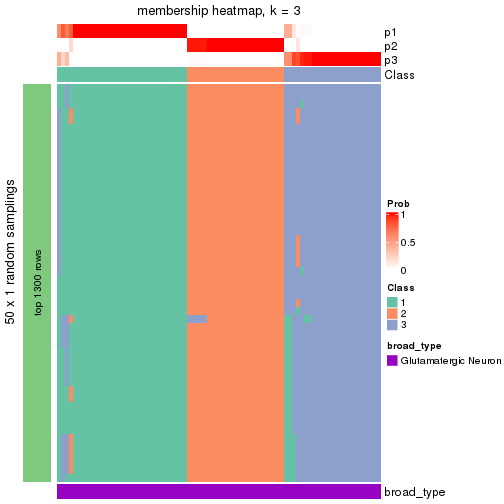 membership heatmap, k = 3
p1
p2
p3
Class
50 x 1 random samplings
top 1300 rows
Prob
1
0.5
0
Class
1
2
3
broad_type
Glutamatergic Neuron
broad_type